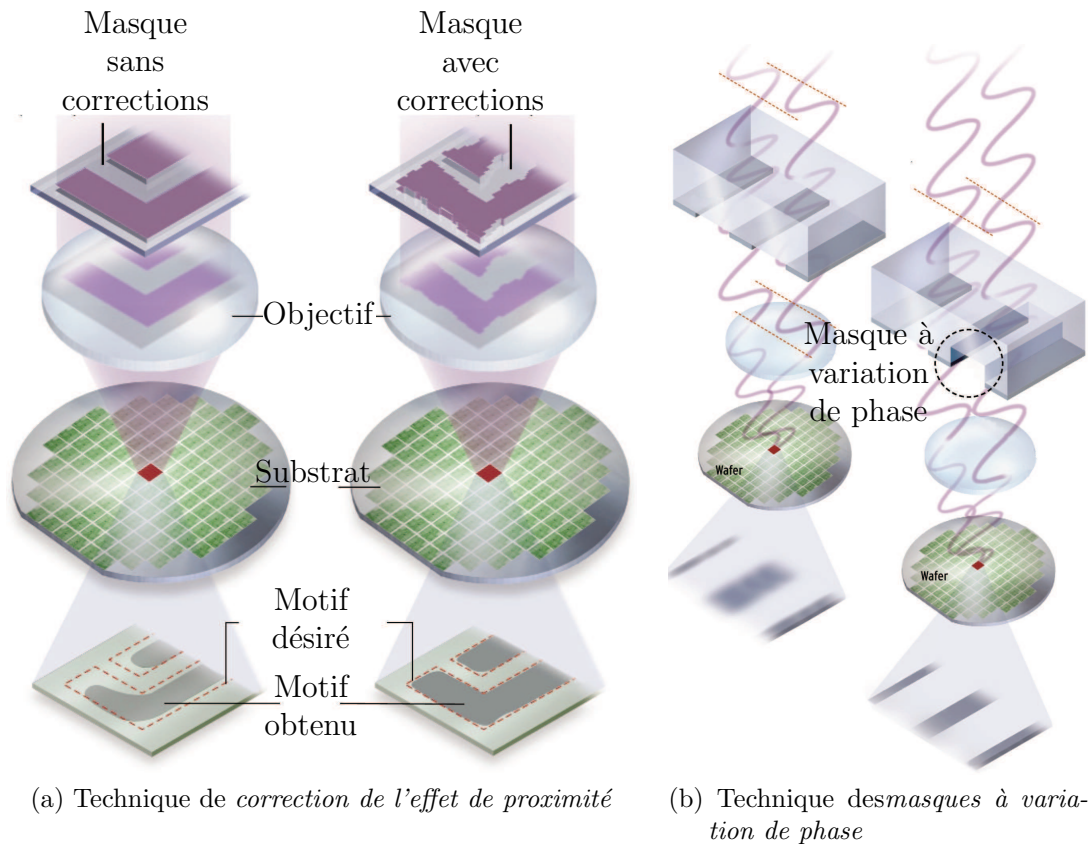 Masque
sans
corrections
Masque
avec
corrections
Objectif
Substrat
Motif
désiré
Motif
obtenu
Masque à
variation
de phase
Wafer
Wafer
(a) Technique de correction de l'effet de proximité
(b) Technique desmasques à varia-
tion de phase